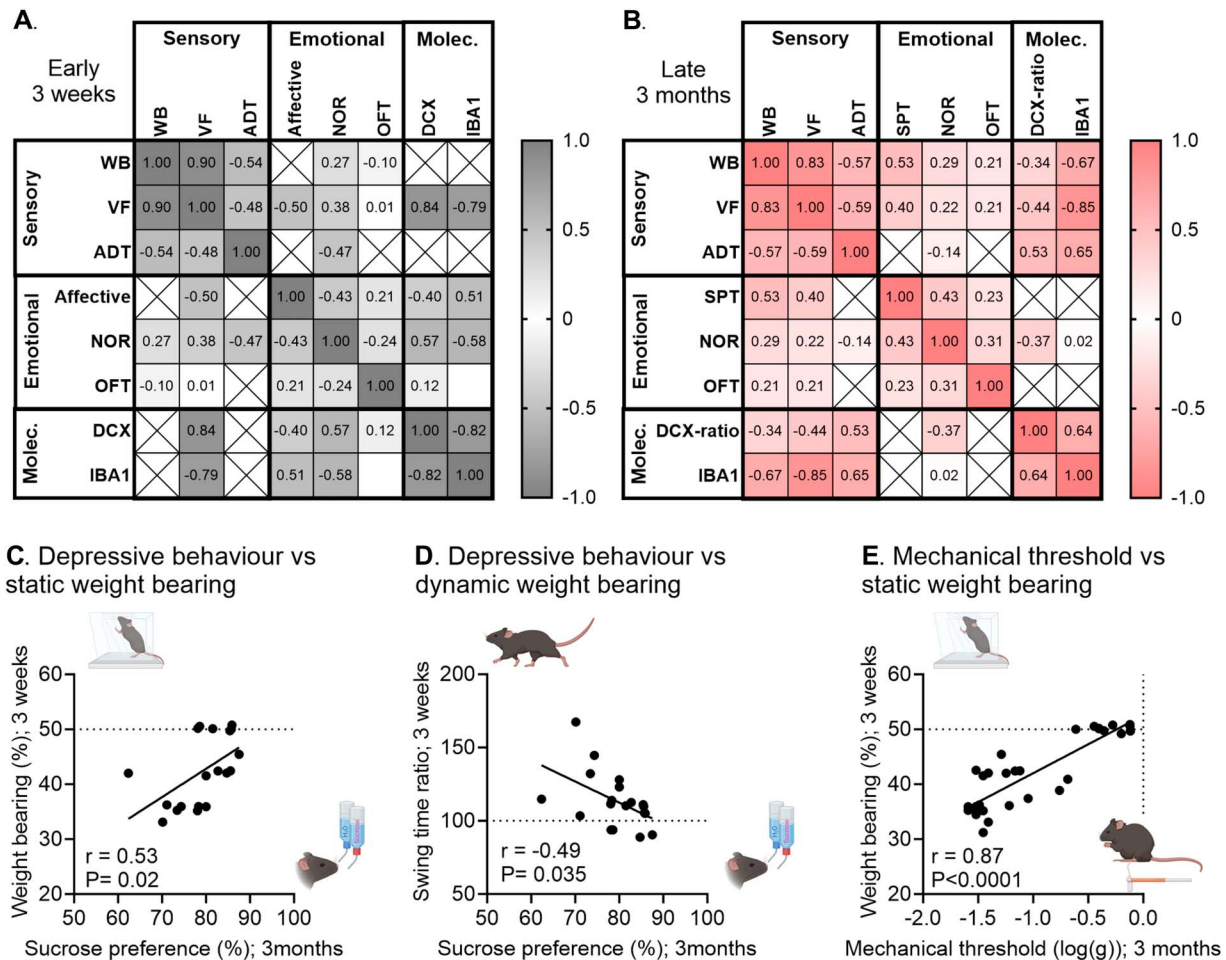 A.
Sensory Emotional Molec.
Early
3 weeks
WB VF ADT Affective NOR OFT DCX IBA1
Sensory
WB 1.00 0.90 -0.54 0.27 -0.10
VF 0.90 1.00 -0.48 -0.50 0.38 0.01 0.84 -0.79
ADT -0.54 -0.48 1.00 -0.47
Emotional
Affective -0.50 1.00 -0.43 0.21 -0.40 0.51
NOR 0.27 0.38 -0.47 -0.43 1.00 -0.24 0.57 -0.58
OFT -0.10 0.01 0.21 -0.24 1.00 0.12
Molec.
DCX 0.84 -0.40 0.57 0.12 1.00 -0.82
IBA1 -0.79 0.51 -0.58 -0.82 1.00
1.0
0.5
0
-0.5
-1.0
B.
Sensory Emotional Molec.
Late
3 months
WB VF ADT SPT NOR OFT DCX-ratio IBA1
Sensory
WB 1.00 0.83 -0.57 0.53 0.29 0.21 -0.34 -0.67
VF 0.83 1.00 -0.59 0.40 0.22 0.21 -0.44 -0.85
ADT -0.57 -0.59 1.00 -0.14 0.53 0.65
Emotional
SPT 0.53 0.40 1.00 0.43 0.23
NOR 0.29 0.22 -0.14 0.43 1.00 0.31 -0.37 0.02
OFT 0.21 0.21 0.23 0.31 1.00
Molec.
DCX-ratio -0.34 -0.44 0.53 -0.37 1.00 0.64
IBA1 -0.67 -0.85 0.65 0.02 0.64 1.00
1.0
0.5
0
-0.5
-1.0
C. Depressive behaviour vs
static weight bearing
Weight bearing (%); 3 weeks
60
50
40
30
20
r = 0.53
P= 0.02
H₂O
Sucrose
50 60 70 80 90 100
Sucrose preference (%); 3months
D. Depressive behaviour vs
dynamic weight bearing
Swing time ratio; 3 weeks
200
150
100
50
r = -0.49
P= 0.035
H₂O
Sucrose
50 60 70 80 90 100
Sucrose preference (%); 3months
E. Mechanical threshold vs
static weight bearing
Weight bearing (%); 3 weeks
60
50
40
30
20
r = 0.87
P<0.0001
-2.0 -1.5 -1.0 -0.5 0.0
Mechanical threshold (log(g)); 3 months